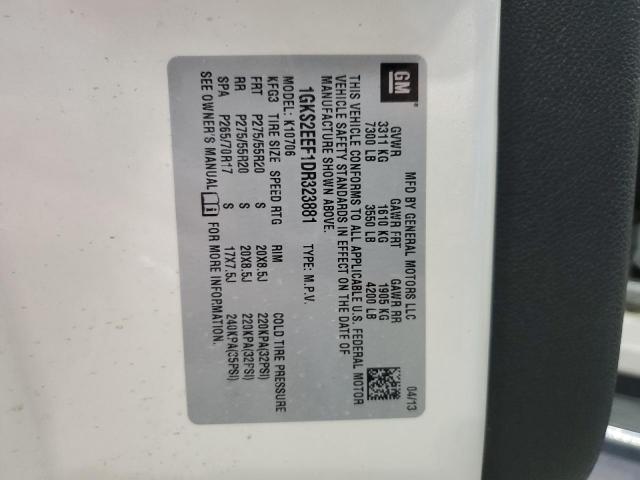 GM
MFD BY GENERAL MOTORS LLC 04/13
GVWR GAWR FRT GAWR RR
3311 KG 1610 KG 1905 KG
7300 LB 3550 LB 4200 LB
THIS VEHICLE CONFORMS TO ALL APPLICABLE U.S. FEDERAL MOTOR
VEHICLE SAFETY STANDARDS IN EFFECT ON THE DATE OF
MANUFACTURE SHOWN ABOVE.
1GKS2EEF1DR323881 TYPE: M.P.V.
MODEL: K10706
KFG3 TIRE SIZE SPEED RTG RIM COLD TIRE PRESSURE
FRT P275/55R20 S 20X8.5J 220KPA(32PSI)
RR P275/55R20 S 20X8.5J 220KPA(32PSI)
SPA P265/70R17 S 17X7.5J 240KPA(35PSI)
SEE OWNER'S MANUAL i FOR MORE INFORMATION.